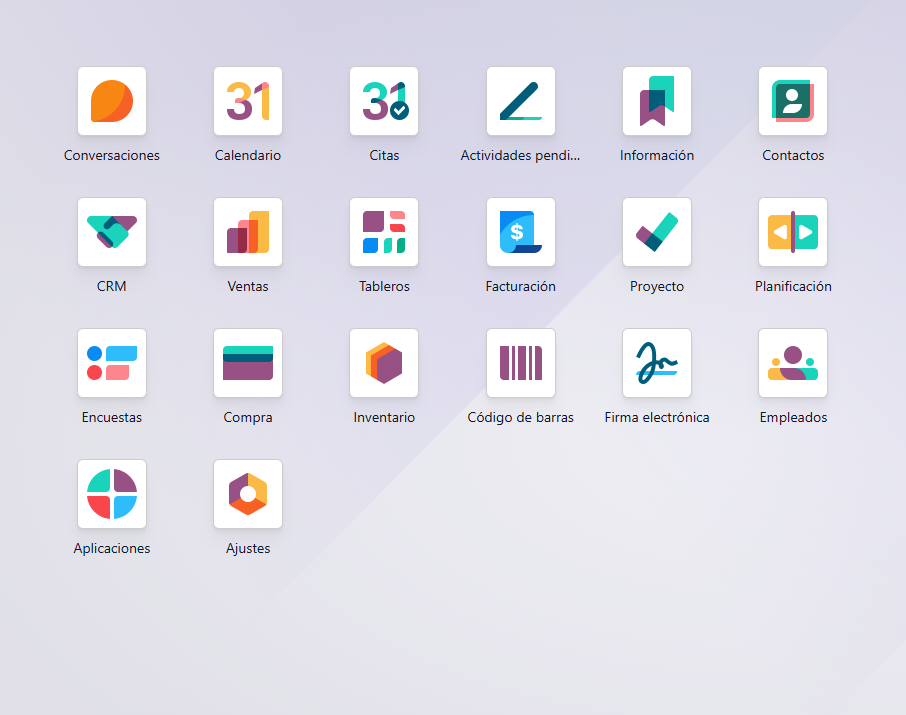 31
31
Conversaciones
Calendario
Citas
Actividades pendi...
Información
Contactos
$
CRM
Ventas
Tableros
Facturación
Proyecto
Planificación
Encuestas
Compra
Inventario
Código de barras
Firma electrónica
Empleados
Aplicaciones
Ajustes